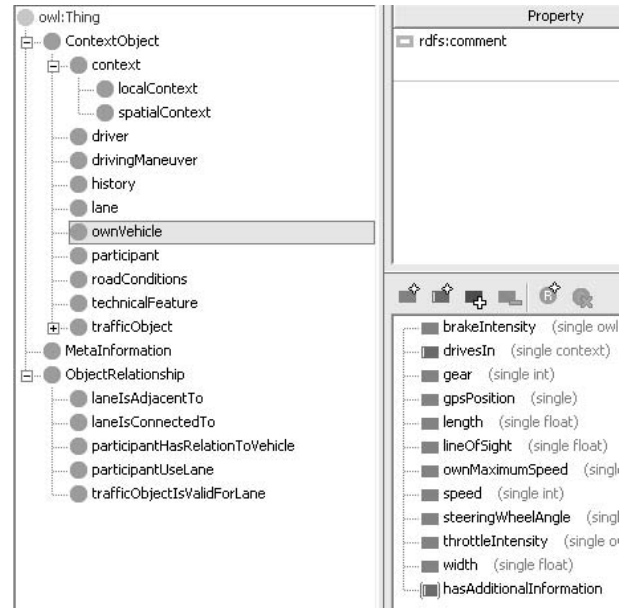 owl:Thing
ContextObject
context
localContext
spatialContext
driver
drivingManeuver
history
lane
ownVehicle
participant
roadConditions
technicalFeature
trafficObject
MetaInformation
ObjectRelationship
laneIsAdjacentTo
laneIsConnectedTo
participantHasRelationToVehicle
participantUseLane
trafficObjectIsValidForLane
Property
rdfs:comment
brakeIntensity (single owl
drivesIn (single context)
gear (single int)
gpsPosition (single)
length (single float)
lineOfSight (single float)
ownMaximumSpeed (singl
speed (single int)
steeringWheelAngle (singl
throttleIntensity (single o
width (single float)
hasAdditionalInformation